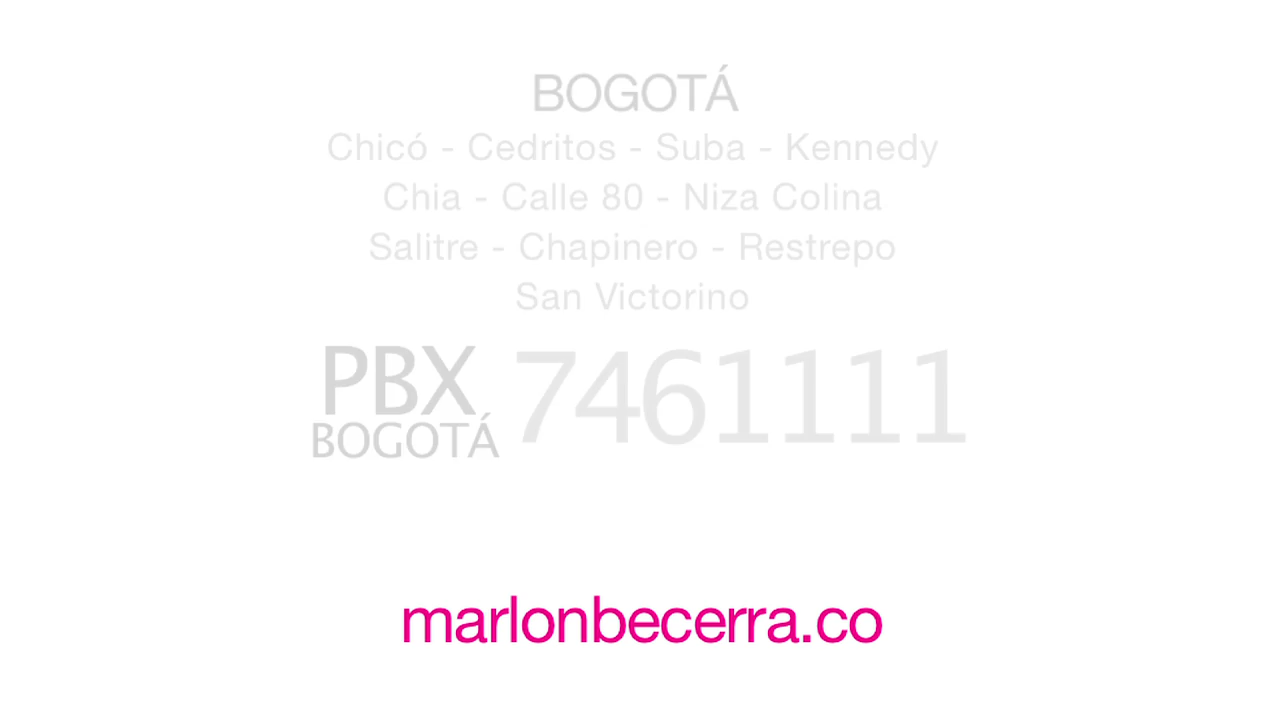 BOGOTÁ
Chicó - Cedritos - Suba - Kennedy
Chia - Calle 80 - Niza Colina
Salitre - Chapinero - Restrepo
San Victorino
PBX 7461111
BOGOTÁ
marlonbecerra.co